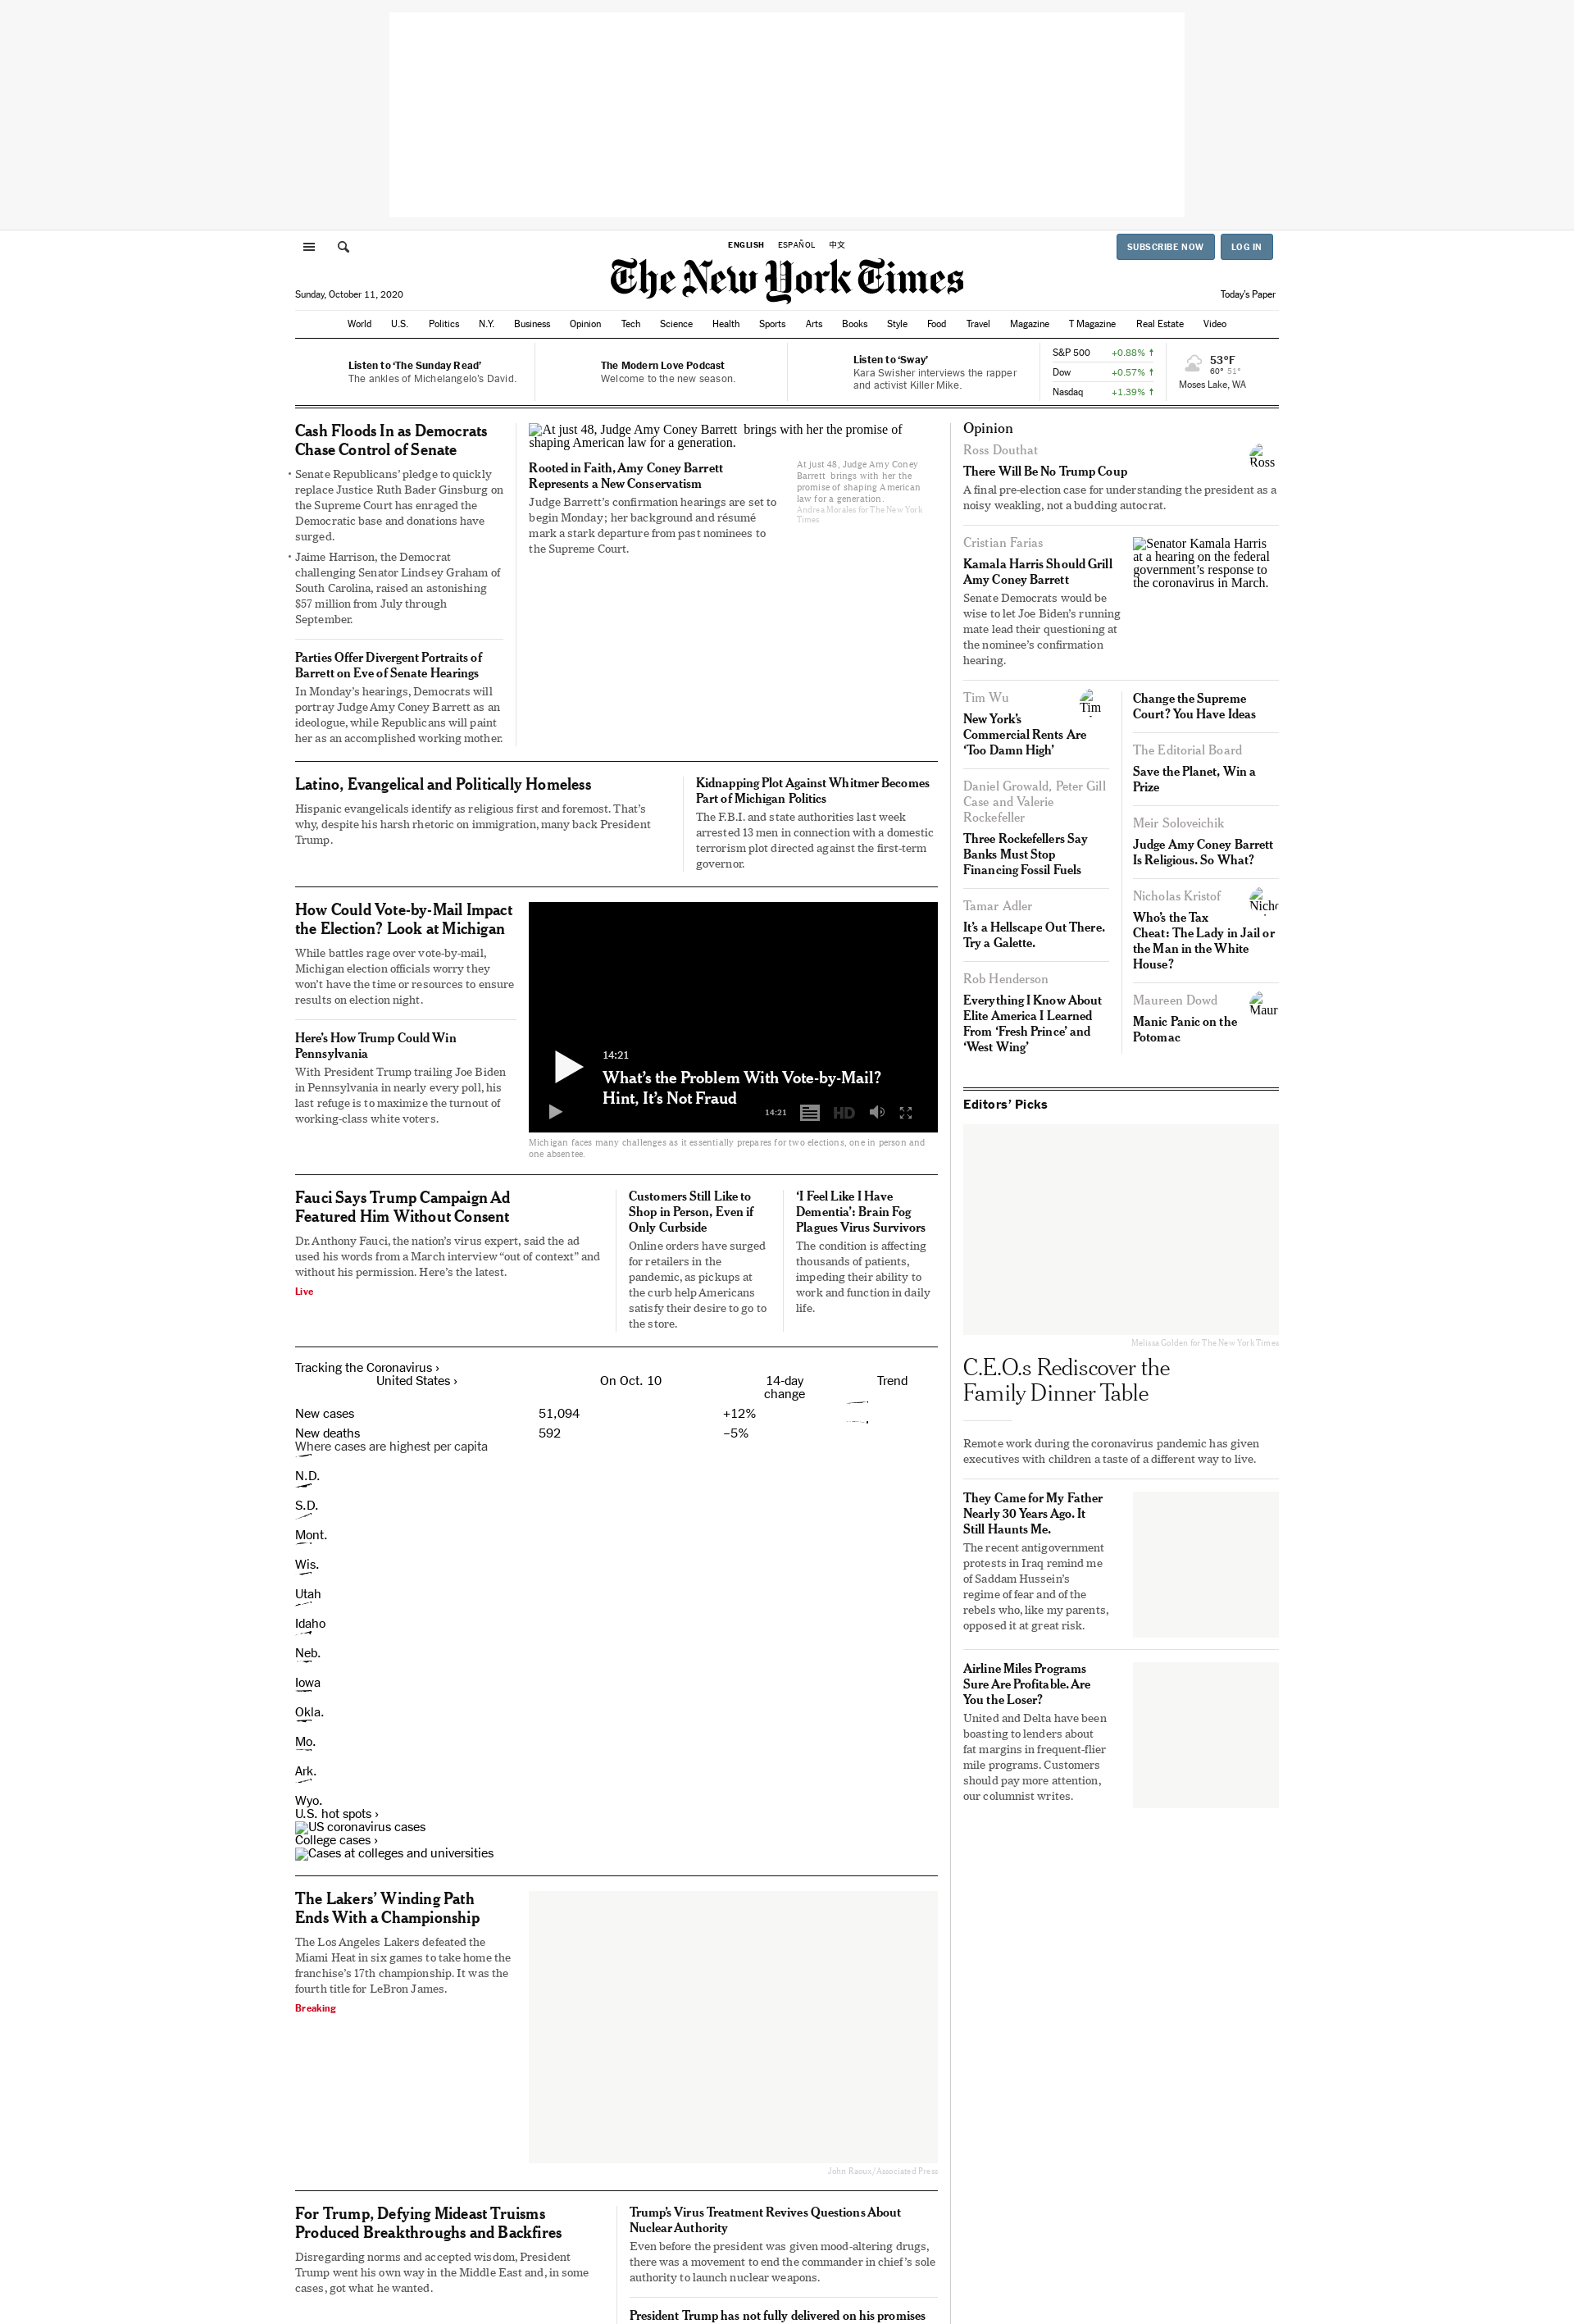 ENGLISH ESPAÑOL 中文
SUBSCRIBE NOW LOG IN
The New York Times
Sunday, October 11, 2020
Today's Paper
World U.S. Politics N.Y. Business Opinion Tech Science Health Sports Arts Books Style Food Travel Magazine T Magazine Real Estate Video
Listen to ‘The Sunday Read’
The ankles of Michelangelo’s David.
The Modern Love Podcast
Welcome to the new season.
Listen to ‘Sway’
Kara Swisher interviews the rapper
and activist Killer Mike.
S&P 500 +0.88% ↑
Dow +0.57% ↑
Nasdaq +1.39% ↑
53°F
60° 51°
Moses Lake, WA
Cash Floods In as Democrats
Chase Control of Senate
• Senate Republicans’ pledge to quickly
replace Justice Ruth Bader Ginsburg on
the Supreme Court has enraged the
Democratic base and donations have
surged.
• Jaime Harrison, the Democrat
challenging Senator Lindsey Graham of
South Carolina, raised an astonishing
$57 million from July through
September.
Parties Offer Divergent Portraits of
Barrett on Eve of Senate Hearings
In Monday’s hearings, Democrats will
portray Judge Amy Coney Barrett as an
ideologue, while Republicans will paint
her as an accomplished working mother.
At just 48, Judge Amy Coney Barrett brings with her the promise of
shaping American law for a generation.
Rooted in Faith, Amy Coney Barrett
Represents a New Conservatism
Judge Barrett’s confirmation hearings are set to
begin Monday; her background and résumé
mark a stark departure from past nominees to
the Supreme Court.
At just 48, Judge Amy Coney
Barrett brings with her the
promise of shaping American
law for a generation.
Andrea Morales for The New York
Times
Latino, Evangelical and Politically Homeless
Hispanic evangelicals identify as religious first and foremost. That’s
why, despite his harsh rhetoric on immigration, many back President
Trump.
Kidnapping Plot Against Whitmer Becomes
Part of Michigan Politics
The F.B.I. and state authorities last week
arrested 13 men in connection with a domestic
terrorism plot directed against the first-term
governor.
How Could Vote-by-Mail Impact
the Election? Look at Michigan
While battles rage over vote-by-mail,
Michigan election officials worry they
won’t have the time or resources to ensure
results on election night.
Here’s How Trump Could Win
Pennsylvania
With President Trump trailing Joe Biden
in Pennsylvania in nearly every poll, his
last refuge is to maximize the turnout of
working-class white voters.
14:21
What’s the Problem With Vote-by-Mail?
Hint, It’s Not Fraud
14:21 HD
Michigan faces many challenges as it essentially prepares for two elections, one in person and
one absentee.
Fauci Says Trump Campaign Ad
Featured Him Without Consent
Dr. Anthony Fauci, the nation’s virus expert, said the ad
used his words from a March interview “out of context” and
without his permission. Here’s the latest.
Live
Customers Still Like to
Shop in Person, Even if
Only Curbside
Online orders have surged
for retailers in the
pandemic, as pickups at
the curb help Americans
satisfy their desire to go to
the store.
‘I Feel Like I Have
Dementia’: Brain Fog
Plagues Virus Survivors
The condition is affecting
thousands of patients,
impeding their ability to
work and function in daily
life.
Tracking the Coronavirus ›
United States › On Oct. 10 14-day Trend
change
New cases 51,094 +12%
New deaths 592 –5%
Where cases are highest per capita
N.D.
S.D.
Mont.
Wis.
Utah
Idaho
Neb.
Iowa
Okla.
Mo.
Ark.
Wyo.
U.S. hot spots ›
US coronavirus cases
College cases ›
Cases at colleges and universities
The Lakers’ Winding Path
Ends With a Championship
The Los Angeles Lakers defeated the
Miami Heat in six games to take home the
franchise’s 17th championship. It was the
fourth title for LeBron James.
Breaking
John Raoux/Associated Press
For Trump, Defying Mideast Truisms
Produced Breakthroughs and Backfires
Disregarding norms and accepted wisdom, President
Trump went his own way in the Middle East and, in some
cases, got what he wanted.
Trump’s Virus Treatment Revives Questions About
Nuclear Authority
Even before the president was given mood-altering drugs,
there was a movement to end the commander in chief’s sole
authority to launch nuclear weapons.
President Trump has not fully delivered on his promises
Opinion
Ross Douthat
Ross
There Will Be No Trump Coup
A final pre-election case for understanding the president as a
noisy weakling, not a budding autocrat.
Cristian Farias
Kamala Harris Should Grill
Amy Coney Barrett
Senate Democrats would be
wise to let Joe Biden’s running
mate lead their questioning at
the nominee’s confirmation
hearing.
Senator Kamala Harris
at a hearing on the federal
government’s response to
the coronavirus in March.
Tim Wu
Tim
New York’s
Commercial Rents Are
‘Too Damn High’
Daniel Growald, Peter Gill
Case and Valerie
Rockefeller
Three Rockefellers Say
Banks Must Stop
Financing Fossil Fuels
Tamar Adler
It’s a Hellscape Out There.
Try a Galette.
Rob Henderson
Everything I Know About
Elite America I Learned
From ‘Fresh Prince’ and
‘West Wing’
Change the Supreme
Court? You Have Ideas
The Editorial Board
Save the Planet, Win a
Prize
Meir Soloveichik
Judge Amy Coney Barrett
Is Religious. So What?
Nicholas Kristof
Nicho
Who’s the Tax
Cheat: The Lady in Jail or
the Man in the White
House?
Maureen Dowd
Maur
Manic Panic on the
Potomac
Editors’ Picks
Melissa Golden for The New York Times
C.E.O.s Rediscover the
Family Dinner Table
Remote work during the coronavirus pandemic has given
executives with children a taste of a different way to live.
They Came for My Father
Nearly 30 Years Ago. It
Still Haunts Me.
The recent antigovernment
protests in Iraq remind me
of Saddam Hussein’s
regime of fear and of the
rebels who, like my parents,
opposed it at great risk.
Airline Miles Programs
Sure Are Profitable. Are
You the Loser?
United and Delta have been
boasting to lenders about
fat margins in frequent-flier
mile programs. Customers
should pay more attention,
our columnist writes.